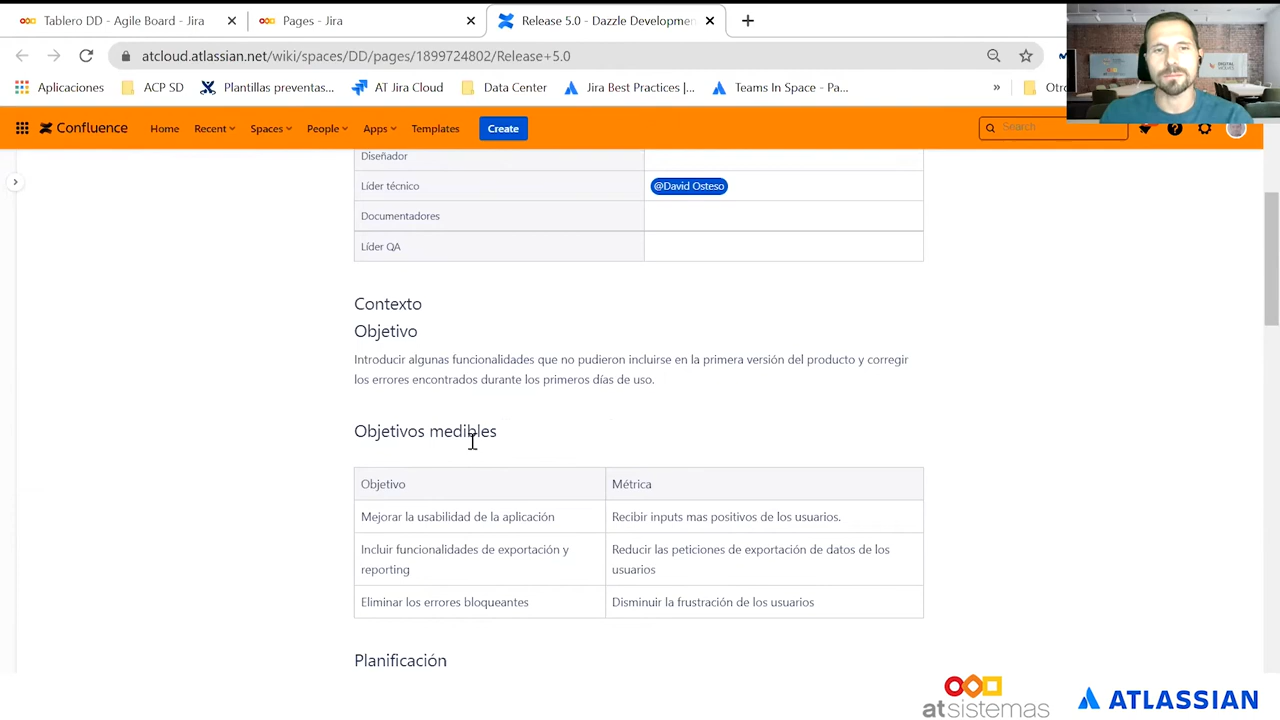 Tablero DD - Agile Board - Jira
Pages - Jira
Release 5.0 - Dazzle Developmen
atcloud.atlassian.net/wiki/spaces/DD/pages/1899724802/Release+5.0
Aplicaciones
ACP SD
Plantillas preventas...
AT Jira Cloud
Data Center
Jira Best Practices |...
Teams In Space - Pa...
»
Otro
Confluence
Home
Recent
Spaces
People
Apps
Templates
Create
Search
Diseñador
Líder técnico
@David Osteso
Documentadores
Líder QA
Contexto
Objetivo
Introducir algunas funcionalidades que no pudieron incluirse en la primera versión del producto y corregir
los errores encontrados durante los primeros días de uso.
Objetivos medibles
Objetivo
Métrica
Mejorar la usabilidad de la aplicación
Recibir inputs mas positivos de los usuarios.
Incluir funcionalidades de exportación y
reporting
Reducir las peticiones de exportación de datos de los
usuarios
Eliminar los errores bloqueantes
Disminuir la frustración de los usuarios
Planificación
atsistemas
ATLASSIAN